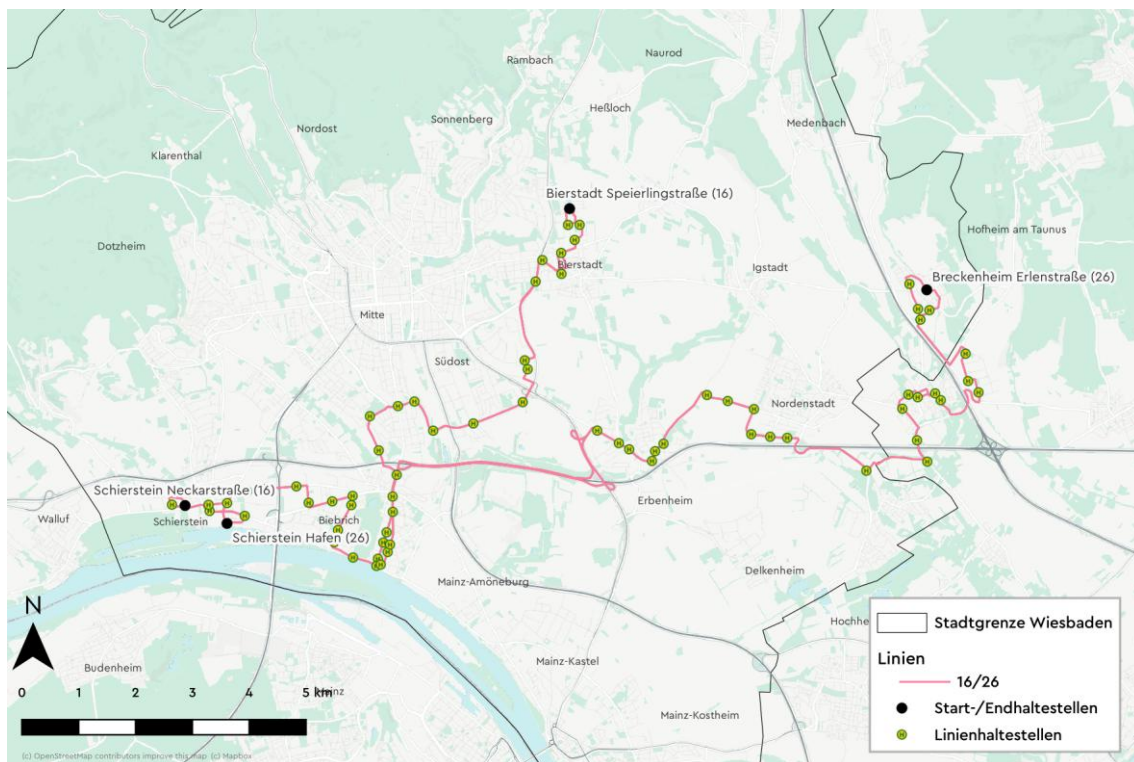 Naurod
Rambach
Heßloch
Sonnenberg
Medenbach
Nordost
Klarenthal
Bierstadt Speierlingstraße (16)
Hofheim am Taunus
Dotzheim
Bierstadt
Igstadt
Breckenheim Erlenstraße (26)
Mitte
Südost
Nordenstadt
Schierstein Neckarstraße (16)
Erbenheim
Walluf
Schierstein
Biebrich
Schierstein Hafen (26)
Mainz-Amöneburg
Delkenheim
N
Hochhe
Stadtgrenze Wiesbaden
Budenheim
Mainz-Kastel
Linien
16/26
0 1 2 3 4 5 km
Mainz
Start-/Endhaltestellen
Mainz-Kostheim
H Linienhaltestellen
(c) OpenStreetMap contributors improve this map (c) Mapbox